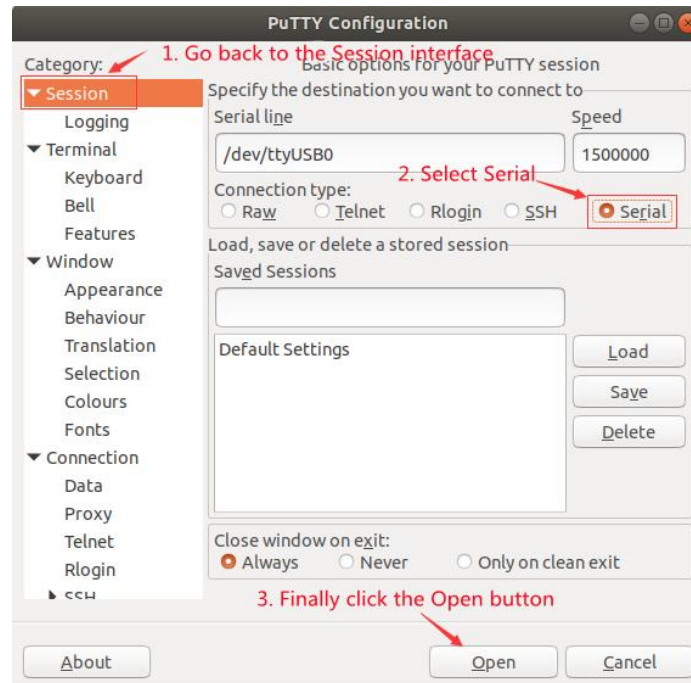 PuTTY Configuration
1. Go back to the Session interface
Category:
Basic options for your PuTTY session
Session
Logging
Terminal
Keyboard
Bell
Features
Window
Appearance
Behaviour
Translation
Selection
Colours
Fonts
Connection
Data
Proxy
Telnet
Rlogin
SSH
Specify the destination you want to connect to
Serial line Speed
/dev/ttyUSB0 1500000
2. Select Serial
Connection type:
Raw Telnet Rlogin SSH Serial
Load, save or delete a stored session
Saved Sessions
Default Settings
Load
Save
Delete
Close window on exit:
Always Never Only on clean exit
3. Finally click the Open button
About Open Cancel